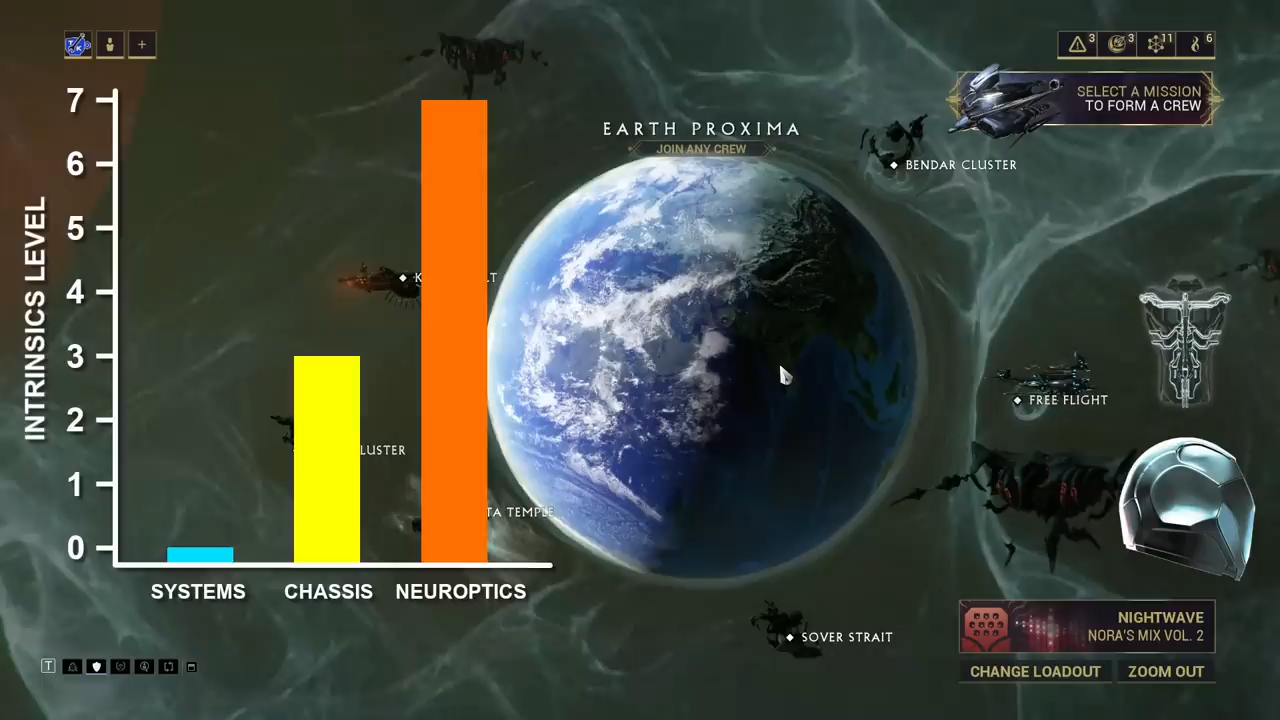 +
3
3
11
6
SELECT A MISSION
TO FORM A CREW
EARTH PROXIMA
JOIN ANY CREW
BENDAR CLUSTER
7
6
5
4
3
2
1
0
INTRINSICS LEVEL
FREE FLIGHT
LUSTER
TA TEMPLE
SYSTEMS
CHASSIS
NEUROPTICS
SOVER STRAIT
NIGHTWAVE
NORA'S MIX VOL. 2
T
CHANGE LOADOUT
ZOOM OUT